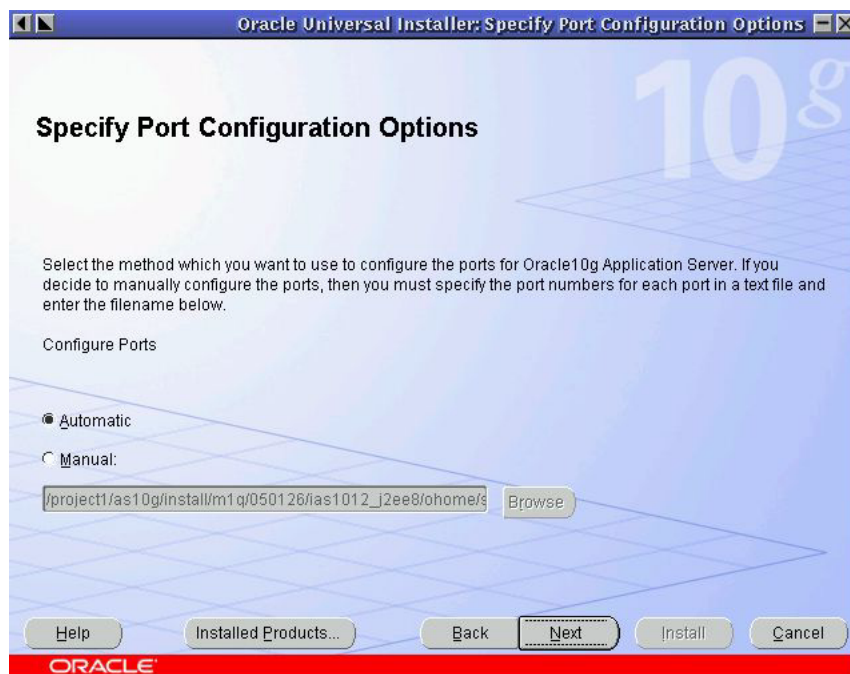 Oracle Universal Installer: Specify Port Configuration Options
10g
Specify Port Configuration Options
Select the method which you want to use to configure the ports for Oracle10g Application Server. If you
decide to manually configure the ports, then you must specify the port numbers for each port in a text file and
enter the filename below.
Configure Ports
Automatic
Manual:
/project1/as10g/install/m1q/050126/ias1012_j2ee8/ohome/s
Browse
Help
Installed Products...
Back
Next
Install
Cancel
ORACLE